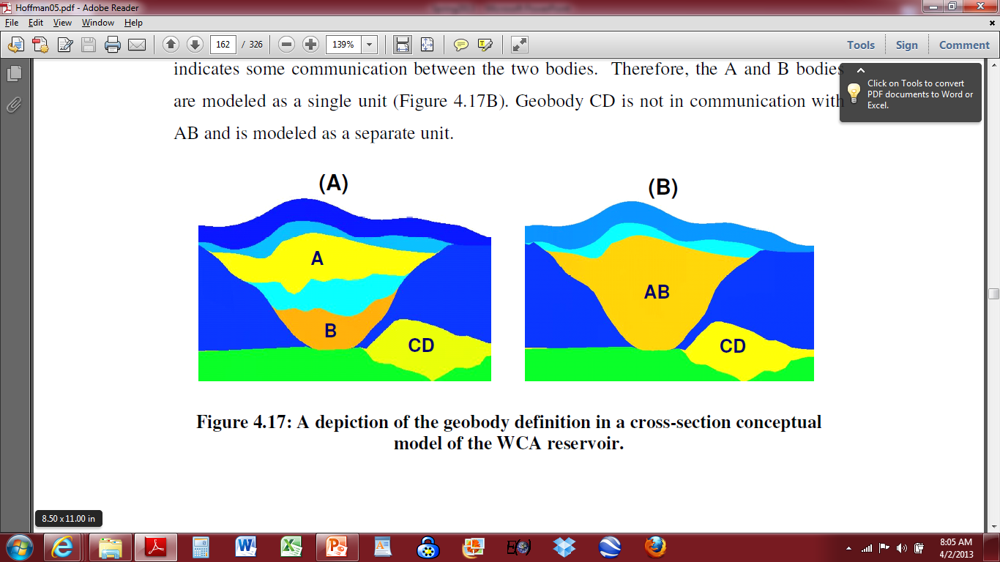 Hoffman05.pdf - Adobe Reader
File Edit View Window Help
162 / 326
139%
Tools Sign Comment
indicates some communication between the two bodies. Therefore, the A and B bodies
are modeled as a single unit (Figure 4.17B). Geobody CD is not in communication with
AB and is modeled as a separate unit.
Click on Tools to convert
PDF documents to Word or
Excel.
(A)
(B)
A
B
CD
AB
CD
Figure 4.17: A depiction of the geobody definition in a cross-section conceptual
model of the WCA reservoir.
8.50 x 11.00 in
8:05 AM
4/2/2013